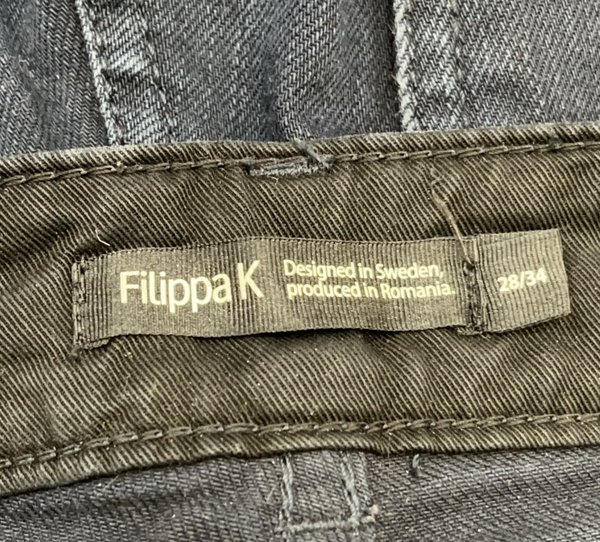 Filippa K
Designed in Sweden,
produced in Romania.
28/34